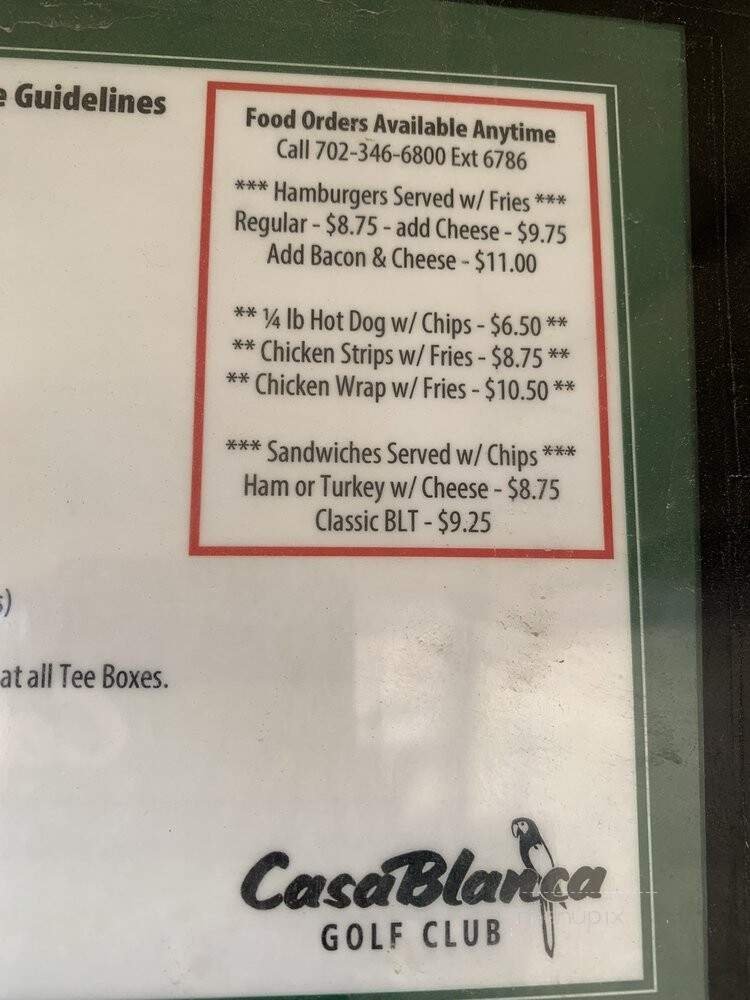 Guidelines
Food Orders Available Anytime
Call 702-346-6800 Ext 6786
*** Hamburgers Served w/ Fries ***
Regular - $8.75 - add Cheese - $9.75
Add Bacon & Cheese - $11.00
** ¼ lb Hot Dog w/ Chips - $6.50 **
** Chicken Strips w/ Fries - $8.75 **
** Chicken Wrap w/ Fries - $10.50 **
*** Sandwiches Served w/ Chips ***
Ham or Turkey w/ Cheese - $8.75
Classic BLT - $9.25
s)
at all Tee Boxes.
CasaBlanca
GOLF CLUB
menupix